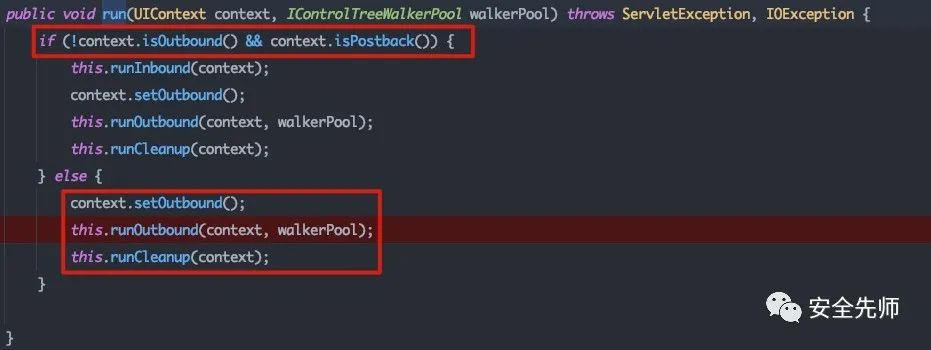 public void run(UIContext context, IControlTreeWalkerPool walkerPool) throws ServletException, IOException {
if (!context.isOutbound() && context.isPostback()) {
this.runInbound(context);
context.setOutbound();
this.runOutbound(context, walkerPool);
this.runCleanup(context);
} else {
context.setOutbound();
this.runOutbound(context, walkerPool);
this.runCleanup(context);
}
}
安全先师